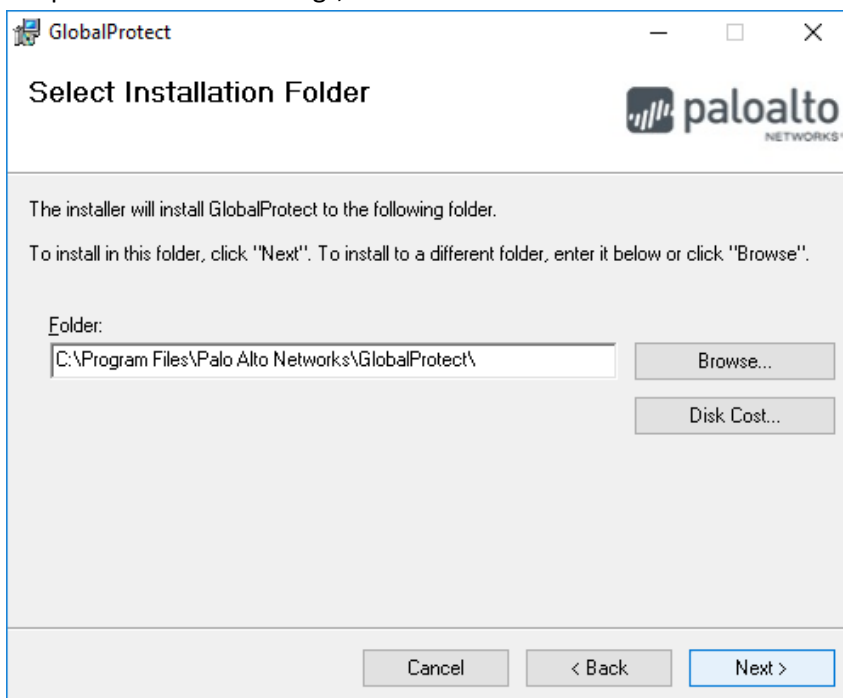 GlobalProtect
Select Installation Folder
paloalto
NETWORKS
The installer will install GlobalProtect to the following folder.
To install in this folder, click "Next". To install to a different folder, enter it below or click "Browse".
Folder:
C:\Program Files\Palo Alto Networks\GlobalProtect\
Browse...
Disk Cost...
Cancel
< Back
Next >